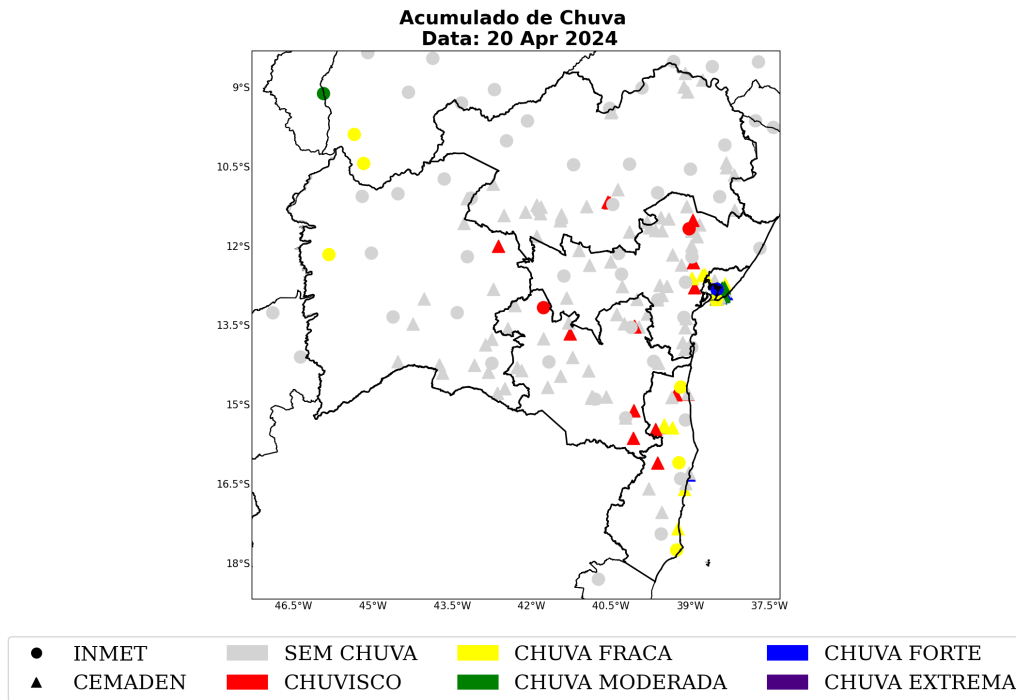 Acumulado de Chuva
Data: 20 Apr 2024
9°S
10.5°S
12°S
13.5°S
15°S
16.5°S
18°S
46.5°W 45°W 43.5°W 42°W 40.5°W 39°W 37.5°W
INMET SEM CHUVA CHUVA FRACA CHUVA FORTE
CEMADEN CHUVISCO CHUVA MODERADA CHUVA EXTREMA